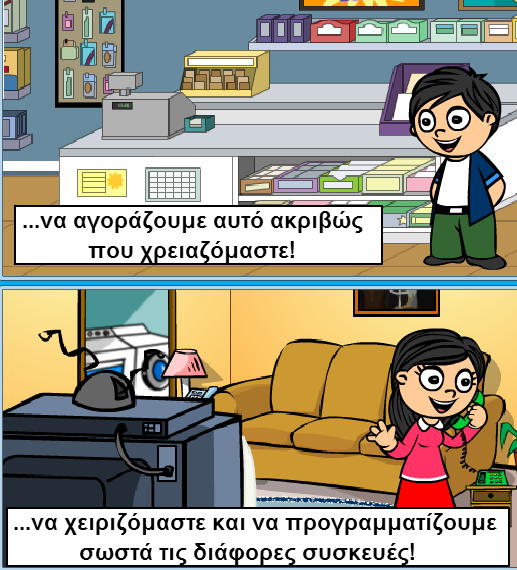 ...να αγοράζουμε αυτό ακριβώς
που χρειαζόμαστε!
...να χειριζόμαστε και να προγραμματίζουμε
σωστά τις διάφορες συσκευές!